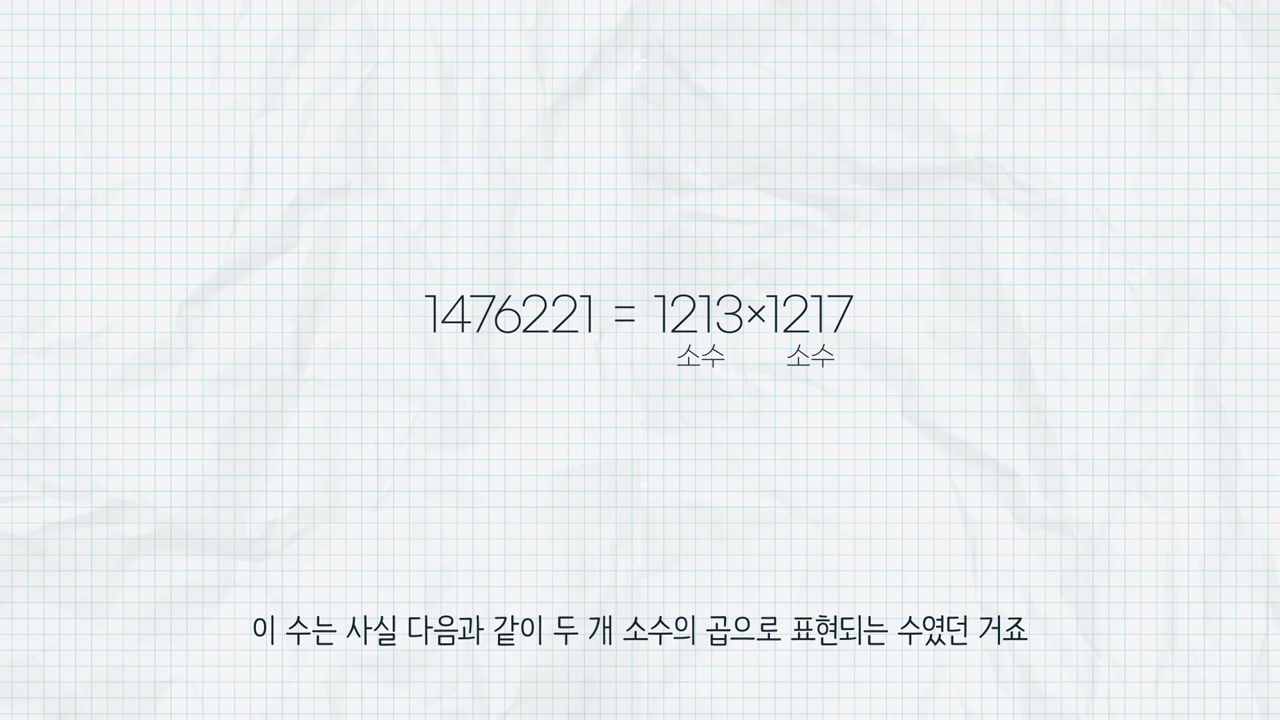 1476221 = 1213×1217
소수 소수
이 수는 사실 다음과 같이 두 개 소수의 곱으로 표현되는 수였던 거죠